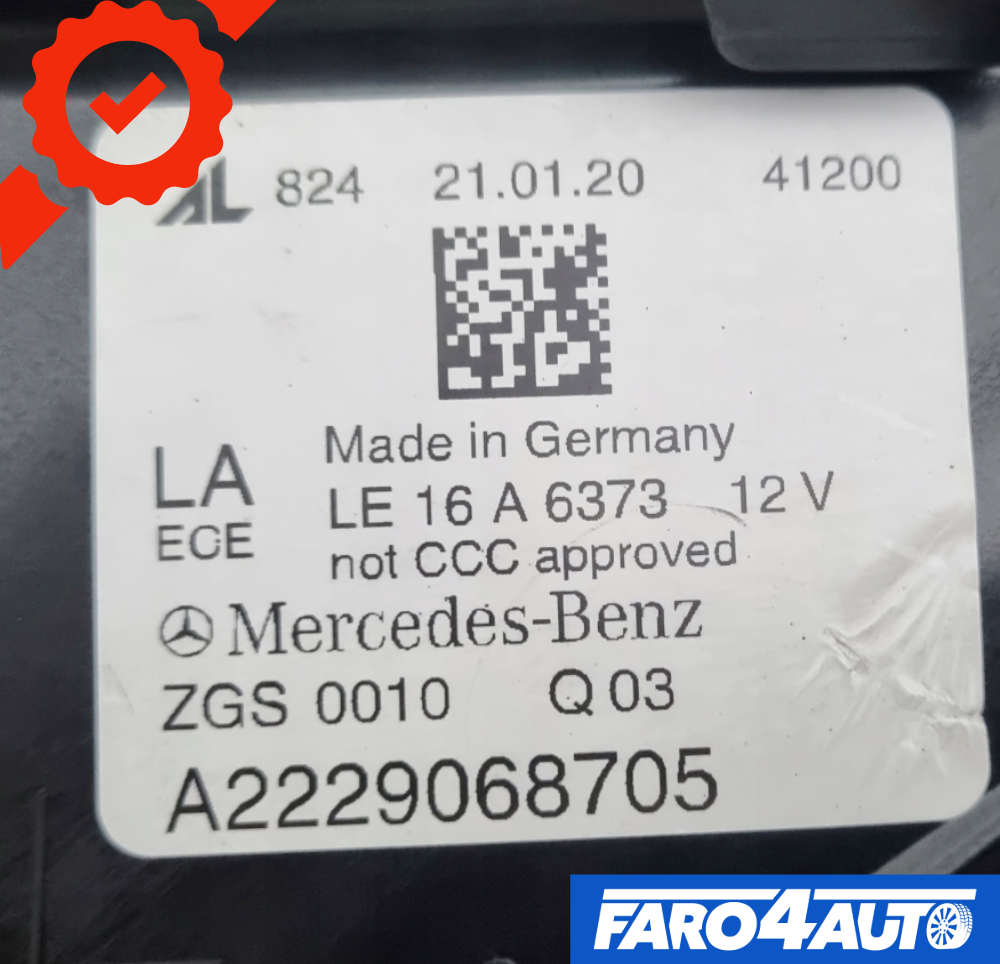 AL 824 21.01.20 41200
Made in Germany
LA LE 16 A 6373 12 V
ECE not CCC approved
Mercedes-Benz
ZGS 0010 Q 03
A2229068705
FARO4AUTO